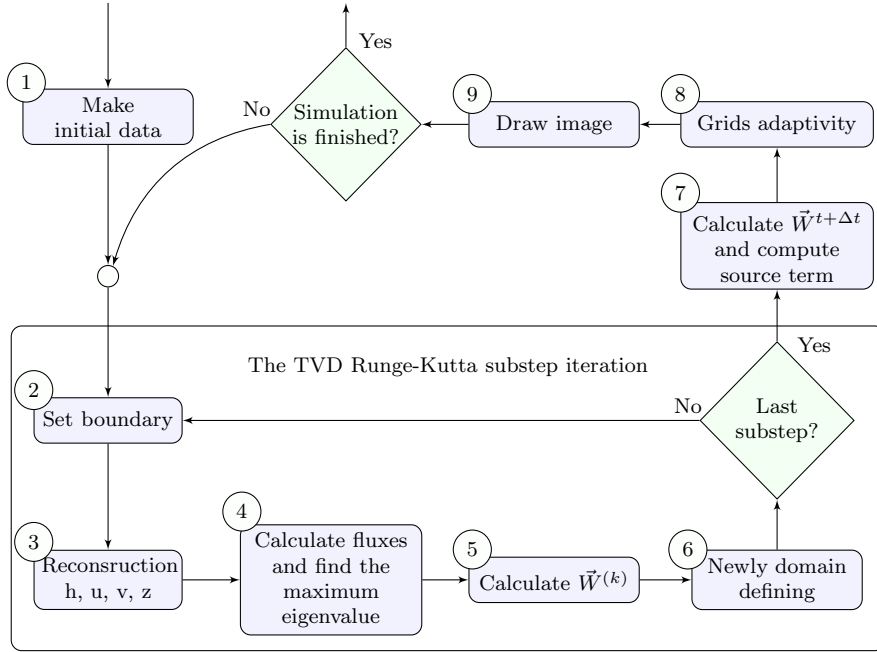 1
Make
initial data
Yes
No
Simulation
is finished?
9
Draw image
8
Grids adaptivity
7
Calculate $\vec{W}^{t+\Delta t}$
and compute
source term
The TVD Runge-Kutta substep iteration
2
Set boundary
Yes
No
Last
substep?
3
Reconsruction
h, u, v, z
4
Calculate fluxes
and find the
maximum
eigenvalue
5
Calculate $\vec{W}^{(k)}$
6
Newly domain
defining